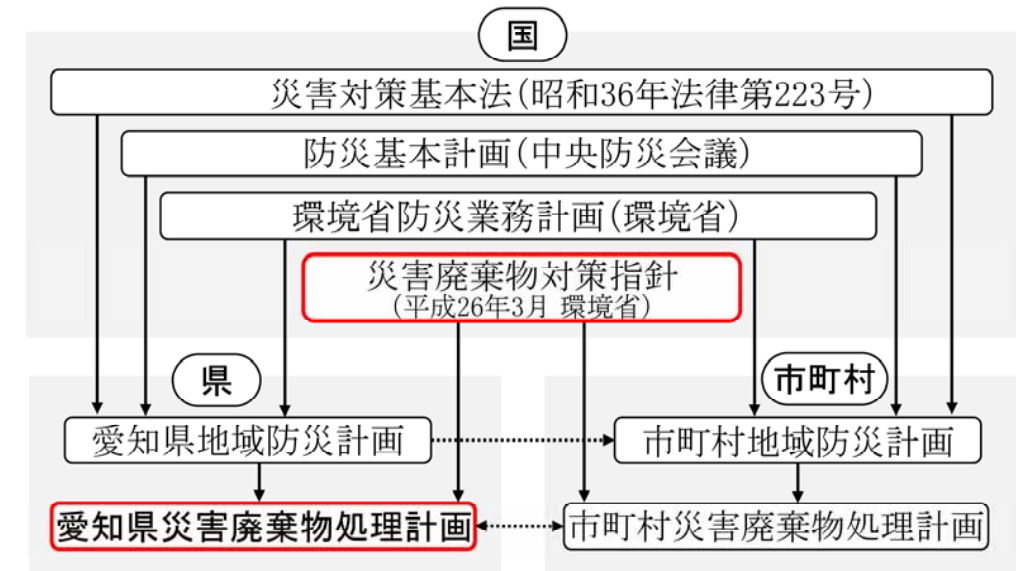 国
災害対策基本法(昭和36年法律第223号)
防災基本計画(中央防災会議)
環境省防災業務計画(環境省)
災害廃棄物対策指針
(平成26年3月 環境省)
県
市町村
愛知県地域防災計画
市町村地域防災計画
愛知県災害廃棄物処理計画
市町村災害廃棄物処理計画